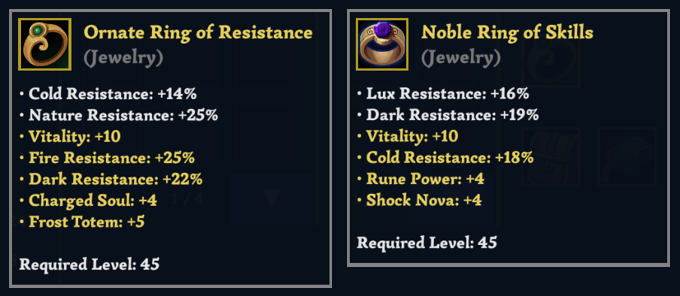 Ornate Ring of Resistance
(Jewelry)
• Cold Resistance: +14%
• Nature Resistance: +25%
• Vitality: +10
• Fire Resistance: +25%
• Dark Resistance: +22%
• Charged Soul: +4
• Frost Totem: +5
Required Level: 45
Noble Ring of Skills
(Jewelry)
• Lux Resistance: +16%
• Dark Resistance: +19%
• Vitality: +10
• Cold Resistance: +18%
• Rune Power: +4
• Shock Nova: +4
Required Level: 45